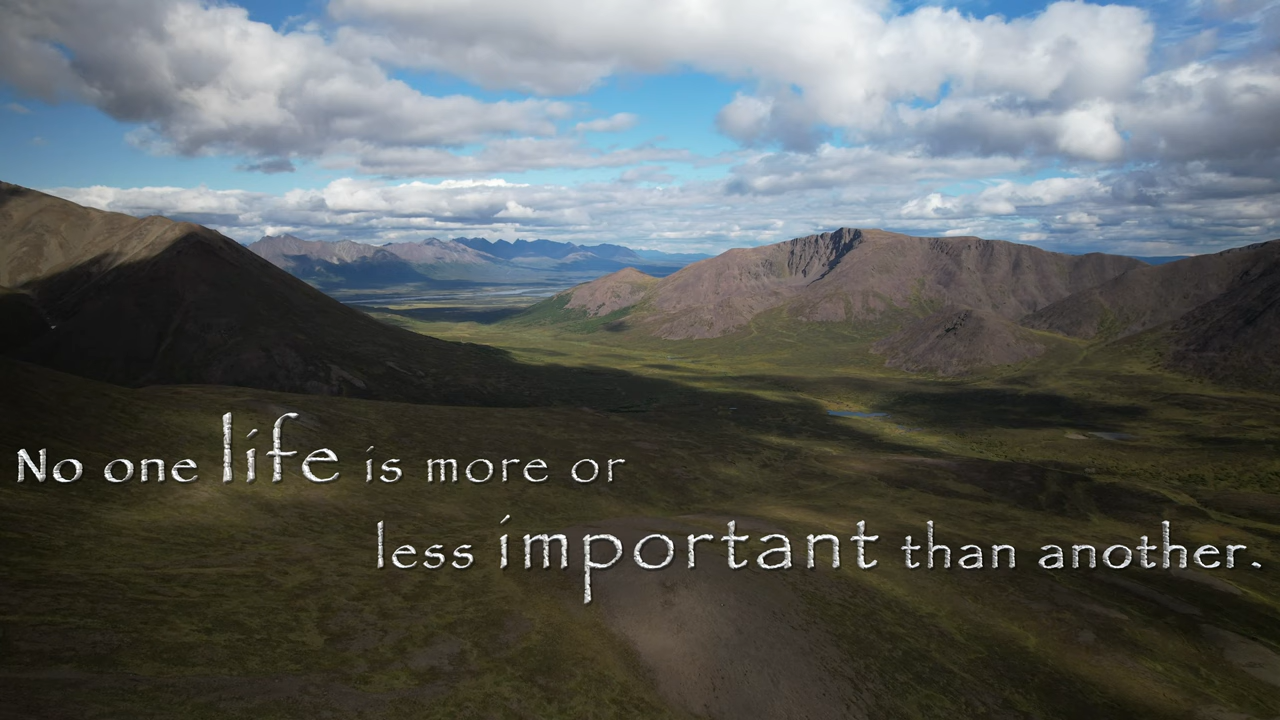 No one life is more or
less important than another.